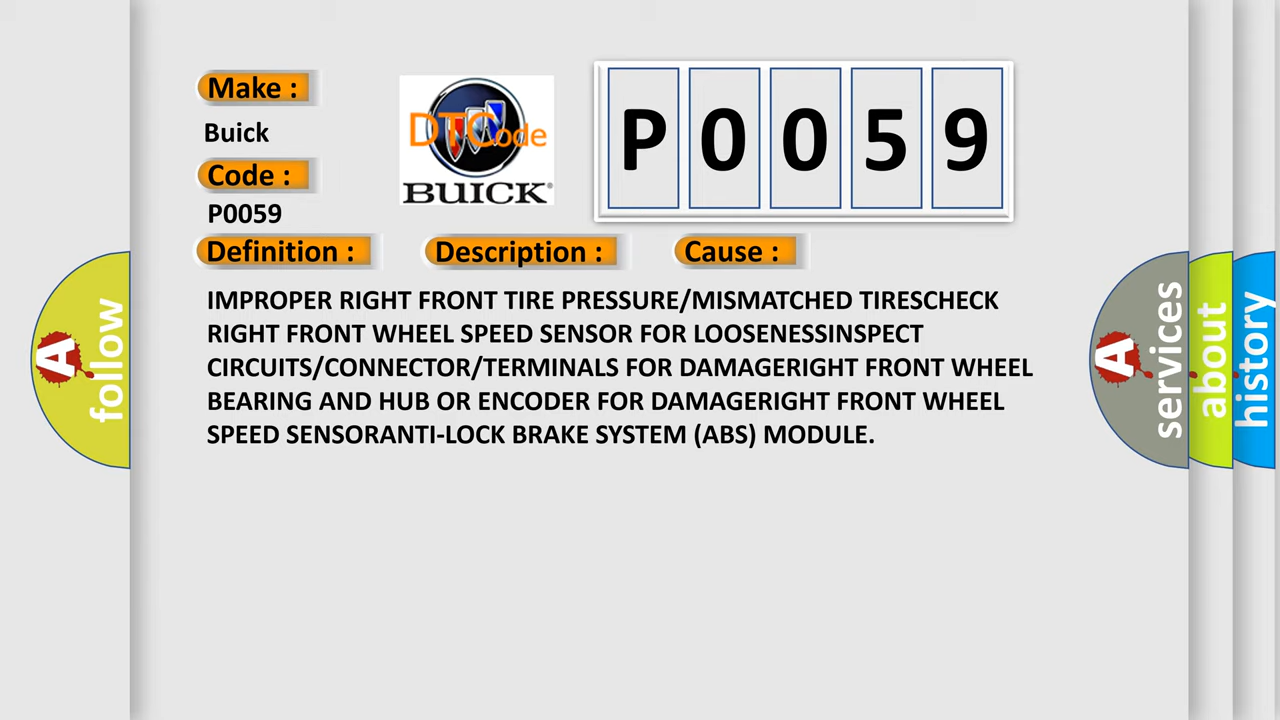 Make :
Buick
Code :
P0059
DTCode
BUICK
P0059
Definition :
Description :
Cause :
IMPROPER RIGHT FRONT TIRE PRESSURE/MISMATCHED TIRESCHECK
RIGHT FRONT WHEEL SPEED SENSOR FOR LOOSENESSINSPECT
CIRCUITS/CONNECTOR/TERMINALS FOR DAMAGERIGHT FRONT WHEEL
BEARING AND HUB OR ENCODER FOR DAMAGERIGHT FRONT WHEEL
SPEED SENSORANTI-LOCK BRAKE SYSTEM (ABS) MODULE.
A follow
A services
about
history